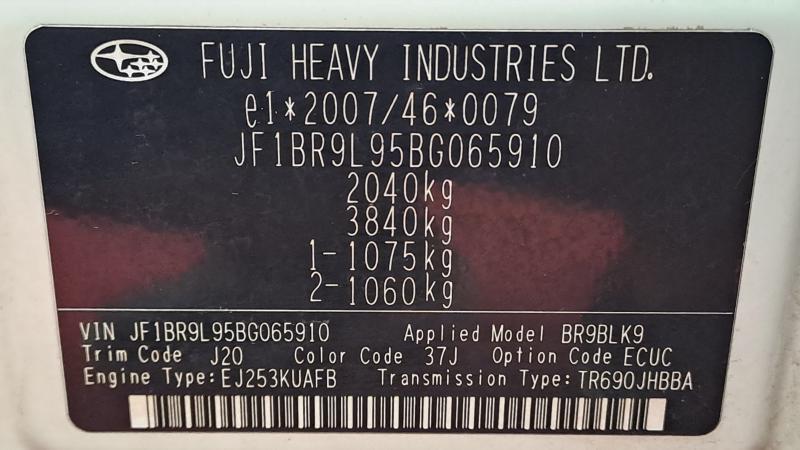 FUJI HEAVY INDUSTRIES LTD.
e1*2007/46*0079
JF1BR9L95BG065910
2040kg
3840kg
1-1075kg
2-1060kg
VIN JF1BR9L95BG065910 Applied Model BR9BLK9
Trim Code J20 Color Code 37J Option Code ECUC
Engine Type:EJ253KUAFB Transmission Type:TR690JHBBA